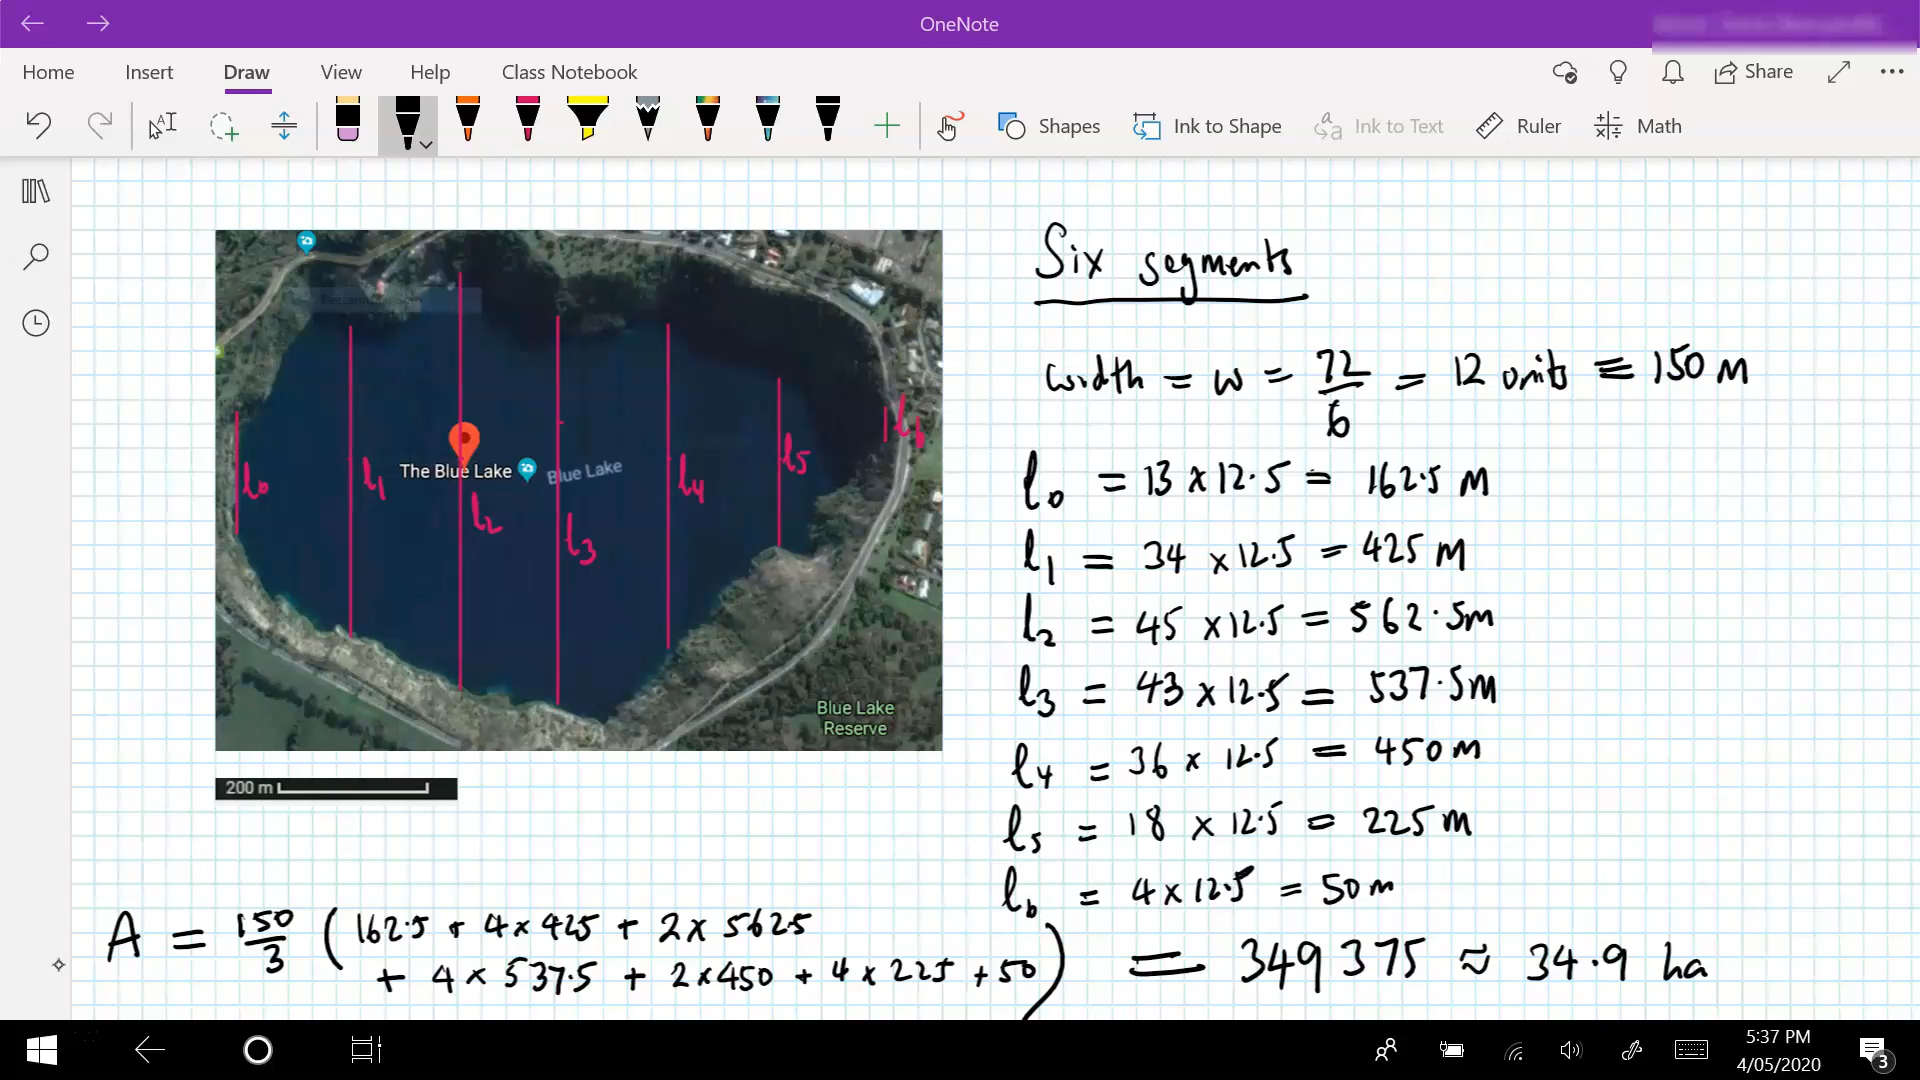 OneNote
Home Insert Draw View Help Class Notebook Share
Shapes Ink to Shape Ink to Text Ruler Math
Six segments
width = w = 72/6 = 12 units ≡ 150 m
l0 = 13 × 12.5 = 162.5 m
l1 = 34 × 12.5 = 425 m
l2 = 45 × 12.5 = 562.5m
l3 = 43 × 12.5 = 537.5m
l4 = 36 × 12.5 = 450m
l5 = 18 × 12.5 = 225 m
l6 = 4 × 12.5 = 50m
l0
l1
The Blue Lake
Blue Lake
l2
l3
l4
l5
l6
Blue Lake
Reserve
200 m
A = 150/3 (162.5 + 4 × 425 + 2 × 562.5
+ 4 × 537.5 + 2×450 + 4 × 225 + 50) = 349 375 ≈ 34.9 ha
5:37 PM
4/05/2020
3